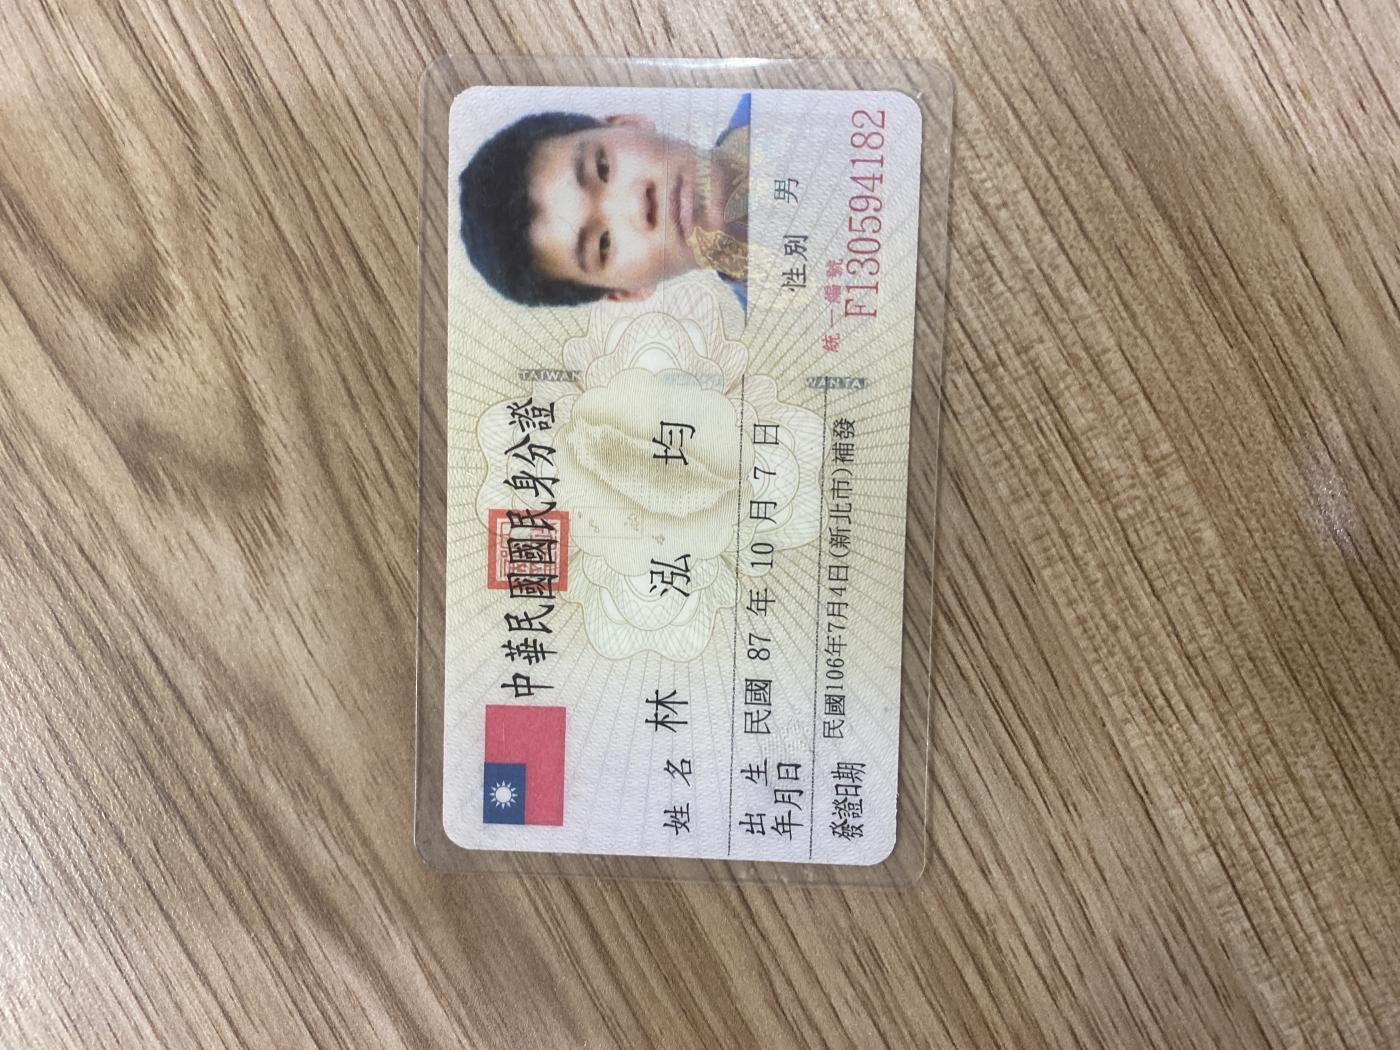 中華民國國民身分證
姓名 林泓均
出生年月日 民國 87 年 10 月 7 日
性別 男
發證日期 民國106年7月4日(新北市)補發
統一編號
F130594182
TAIWAN